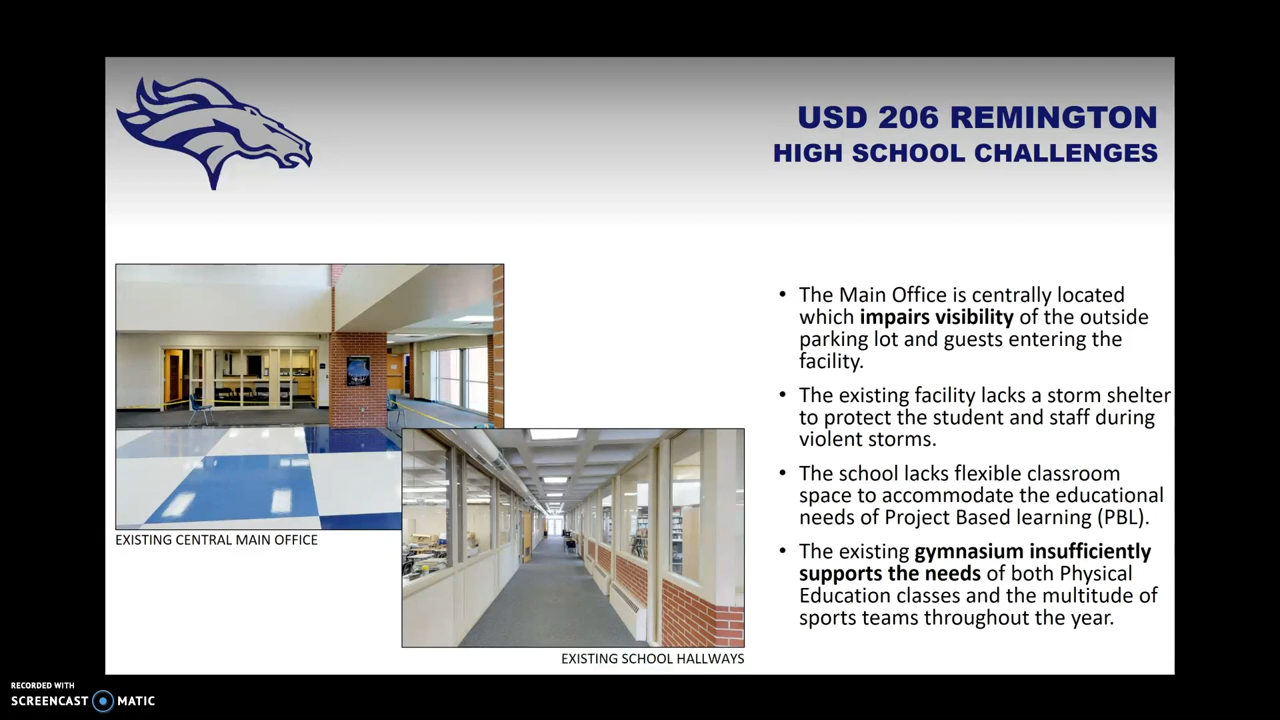 USD 206 REMINGTON
HIGH SCHOOL CHALLENGES
• The Main Office is centrally located
which impairs visibility of the outside
parking lot and guests entering the
facility.
• The existing facility lacks a storm shelter
to protect the student and staff during
violent storms.
• The school lacks flexible classroom
space to accommodate the educational
needs of Project Based learning (PBL).
• The existing gymnasium insufficiently
supports the needs of both Physical
Education classes and the multitude of
sports teams throughout the year.
EXISTING CENTRAL MAIN OFFICE
EXISTING SCHOOL HALLWAYS
RECORDED WITH
SCREENCAST MATIC